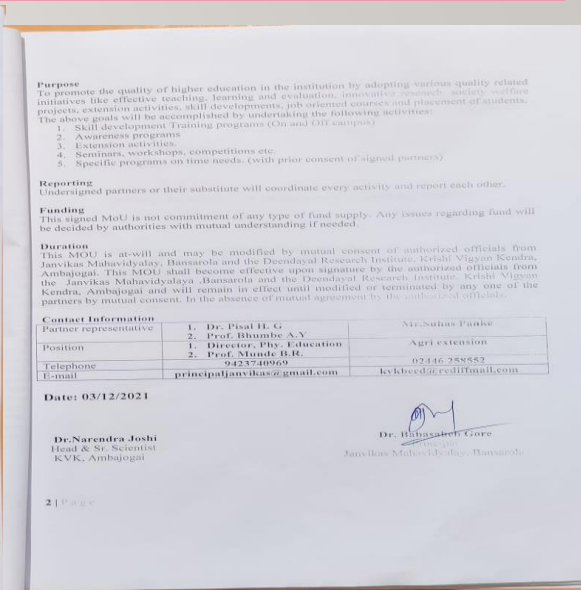 Purpose
To promote the quality of higher education in the institution by adopting various quality related
initiatives like effective teaching, learning and evaluation, innovative research, society welfare
projects, extension activities, skill developments, job oriented courses and placement of students.
The above goals will be accomplished by undertaking the following activities:
1. Skill development Training programs (On and Off campus)
2. Awareness programs
3. Extension activities.
4. Seminars, workshops, competitions etc.
5. Specific programs on time needs. (with prior consent of signed partners)
Reporting
Undersigned partners or their substitute will coordinate every activity and report each other.
Funding
This signed MoU is not commitment of any type of fund supply. Any issues regarding fund will
be decided by authorities with mutual understanding if needed.
Duration
This MOU is at-will and may be modified by mutual consent of authorized officials from
Janvikas Mahavidyalay, Bansarola and the Deendayal Research Institute, Krishi Vigyan Kendra,
Ambajogai. This MOU shall become effective upon signature by the authorized officials from
the Janvikas Mahavidyalaya ,Bansarola and the Deendayal Research Institute, Krishi Vigyan
Kendra, Ambajogai and will remain in effect until modified or terminated by any one of the
partners by mutual consent. In the absence of mutual agreement by the authorized officials.
Contact Information
Partner representative 1. Dr. Pisal H. G Mr.Suhas Panke
2. Prof. Bhumbe A.Y
Position 1. Director, Phy. Education Agri extension
2. Prof. Munde B.R.
Telephone 9423740969 02446 258552
E-mail principaljanvikas@gmail.com kvkbeed@rediffmail.com
Date: 03/12/2021
Dr.Narendra Joshi Dr. Babasaheb Gore
Head & Sr. Scientist Principal
KVK, Ambajogai Janvikas Mahavidyalay, Bansarola
2 | Page